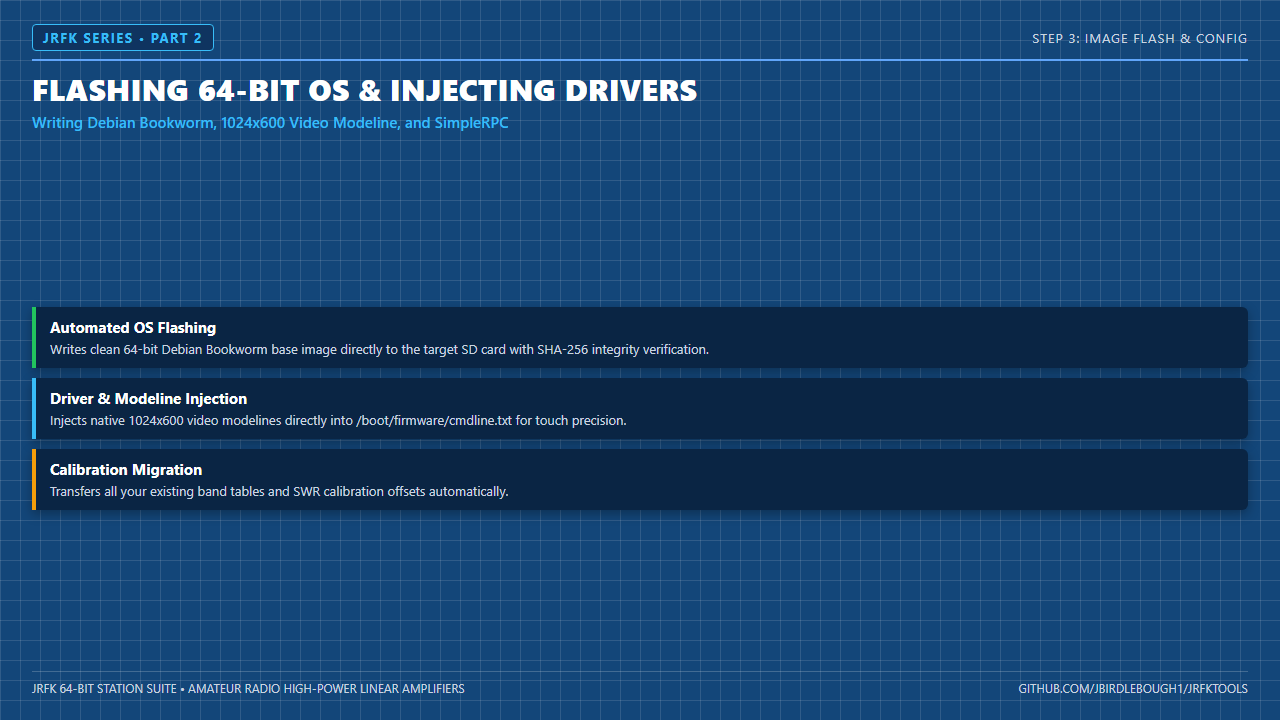 JRFK SERIES • PART 2
STEP 3: IMAGE FLASH & CONFIG
FLASHING 64-BIT OS & INJECTING DRIVERS
Writing Debian Bookworm, 1024x600 Video Modeline, and SimpleRPC
Automated OS Flashing
Writes clean 64-bit Debian Bookworm base image directly to the target SD card with SHA-256 integrity verification.
Driver & Modeline Injection
Injects native 1024x600 video modelines directly into /boot/firmware/cmdline.txt for touch precision.
Calibration Migration
Transfers all your existing band tables and SWR calibration offsets automatically.
JRFK 64-BIT STATION SUITE • AMATEUR RADIO HIGH-POWER LINEAR AMPLIFIERS
GITHUB.COM/JBIRDLEBOUGH1/JRFKTOOLS